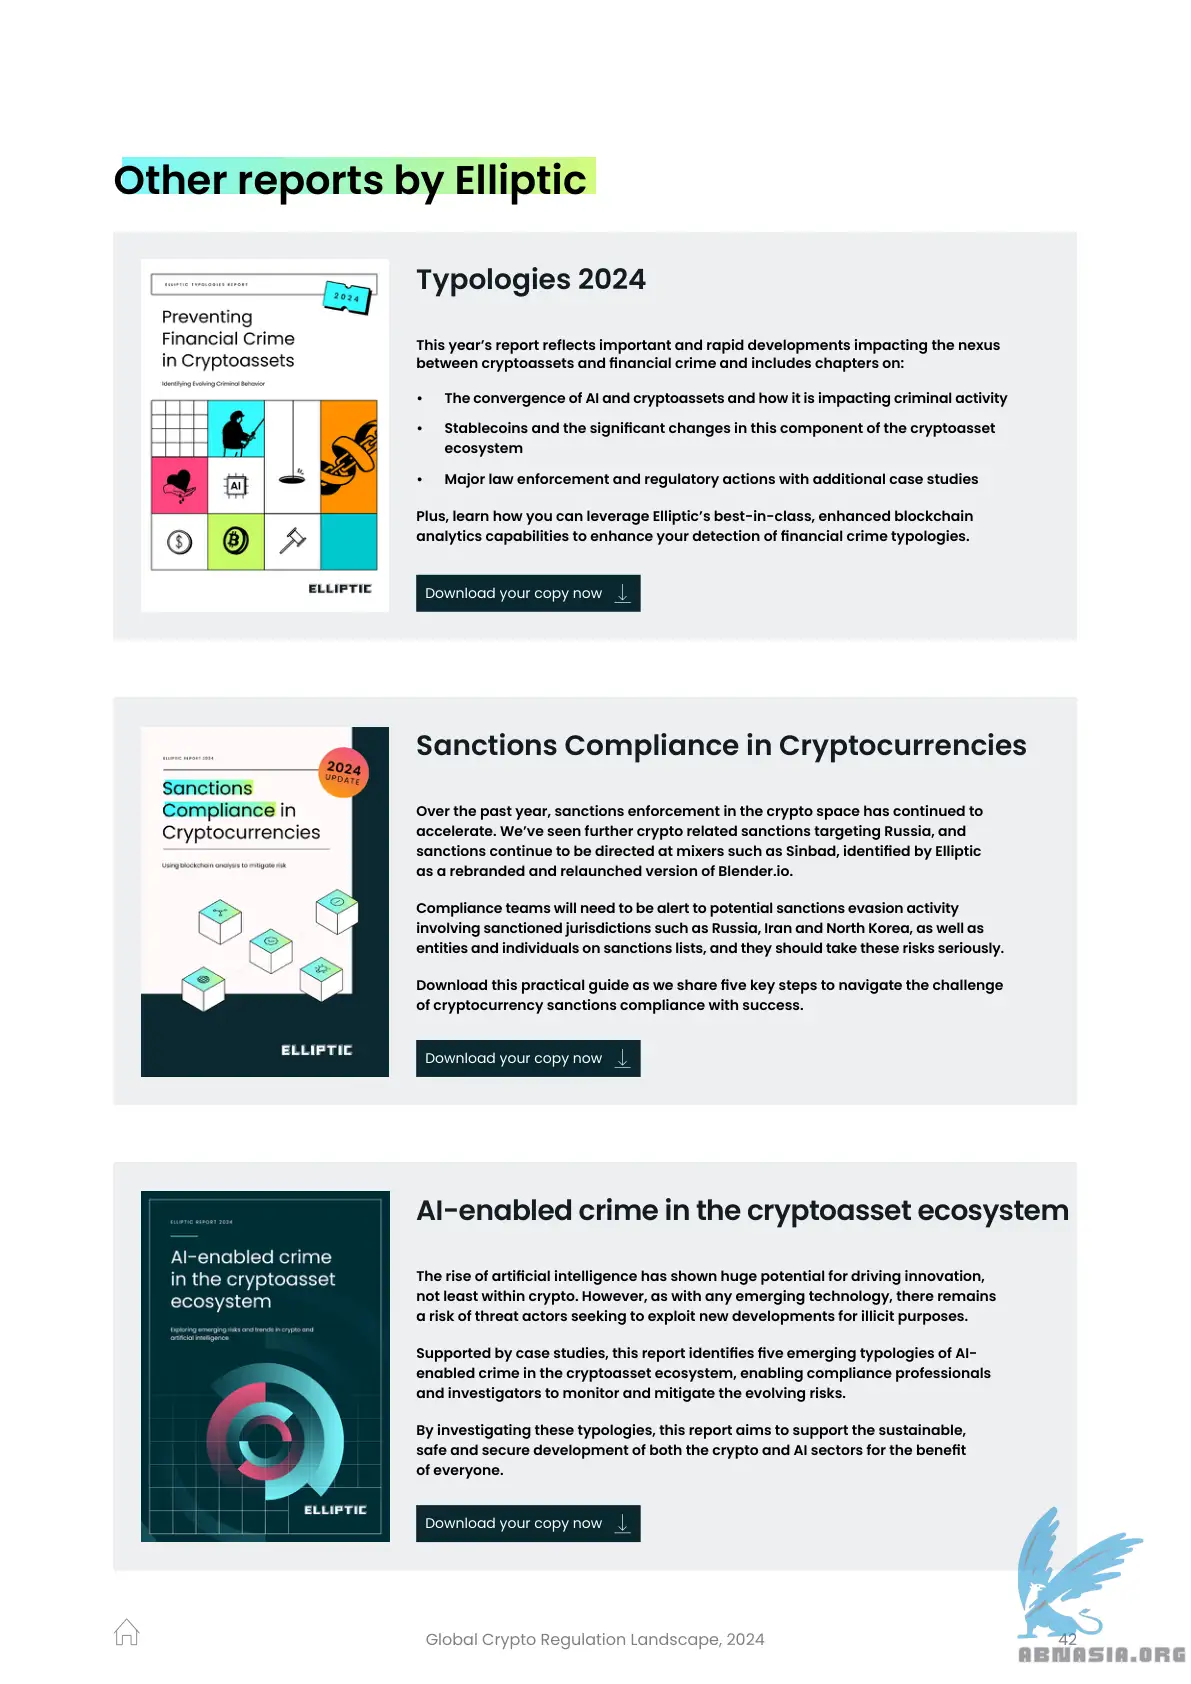 Other reports by Elliptic
ELLIPTIC TYPOLOGIES REPORT
2024
Preventing
Financial Crime
in Cryptoassets
Identifying Evolving Criminal Behavior
AI
ELLIPTIC
Typologies 2024
This year’s report reflects important and rapid developments impacting the nexus
between cryptoassets and financial crime and includes chapters on:
• The convergence of AI and cryptoassets and how it is impacting criminal activity
• Stablecoins and the significant changes in this component of the cryptoasset
ecosystem
• Major law enforcement and regulatory actions with additional case studies
Plus, learn how you can leverage Elliptic’s best-in-class, enhanced blockchain
analytics capabilities to enhance your detection of financial crime typologies.
Download your copy now
ELLIPTIC REPORT 2024
2024
UPDATE
Sanctions
Compliance in
Cryptocurrencies
Using blockchain analysis to mitigate risk
ELLIPTIC
Sanctions Compliance in Cryptocurrencies
Over the past year, sanctions enforcement in the crypto space has continued to
accelerate. We’ve seen further crypto related sanctions targeting Russia, and
sanctions continue to be directed at mixers such as Sinbad, identified by Elliptic
as a rebranded and relaunched version of Blender.io.
Compliance teams will need to be alert to potential sanctions evasion activity
involving sanctioned jurisdictions such as Russia, Iran and North Korea, as well as
entities and individuals on sanctions lists, and they should take these risks seriously.
Download this practical guide as we share five key steps to navigate the challenge
of cryptocurrency sanctions compliance with success.
Download your copy now
ELLIPTIC REPORT 2024
AI-enabled crime
in the cryptoasset
ecosystem
Exploring emerging risks and trends in crypto and
artificial intelligence
ELLIPTIC
AI-enabled crime in the cryptoasset ecosystem
The rise of artificial intelligence has shown huge potential for driving innovation,
not least within crypto. However, as with any emerging technology, there remains
a risk of threat actors seeking to exploit new developments for illicit purposes.
Supported by case studies, this report identifies five emerging typologies of AI-
enabled crime in the cryptoasset ecosystem, enabling compliance professionals
and investigators to monitor and mitigate the evolving risks.
By investigating these typologies, this report aims to support the sustainable,
safe and secure development of both the crypto and AI sectors for the benefit
of everyone.
Download your copy now
Global Crypto Regulation Landscape, 2024
42
ABNASIA.ORG